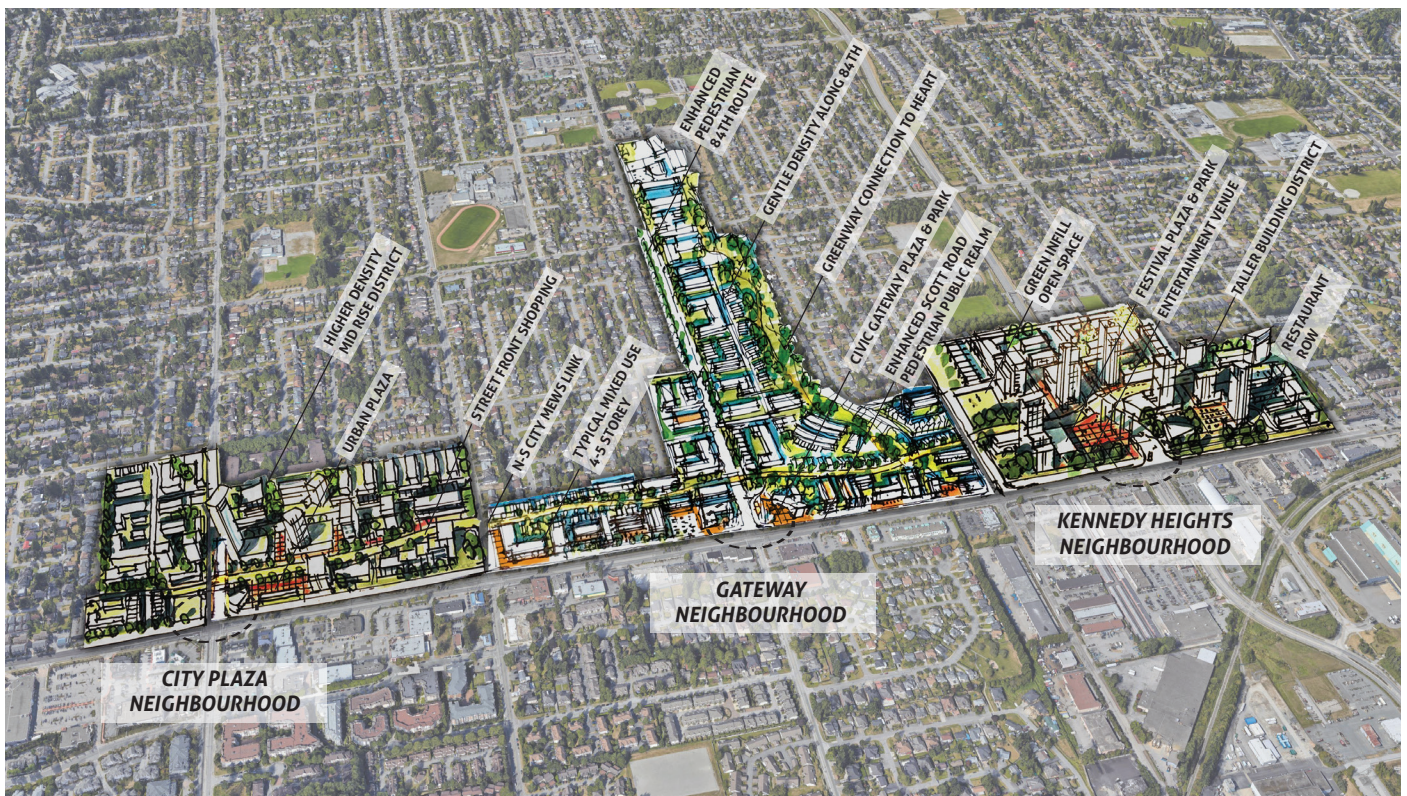 ENHANCED
PEDESTRIAN
84TH ROUTE
GENTLE DENSITY ALONG 84TH
GREENWAY CONNECTION TO HEART
CIVIC GATEWAY PLAZA & PARK
ENHANCED SCOTT ROAD
PEDESTRIAN PUBLIC REALM
GREEN INFILL
OPEN SPACE
FESTIVAL PLAZA & PARK
ENTERTAINMENT VENUE
TALLER BUILDING DISTRICT
RESTAURANT
ROW
HIGHER DENSITY
MID RISE DISTRICT
URBAN PLAZA
STREET FRONT SHOPPING
N-S CITY MEWS LINK
TYPICAL MIXED USE
4-5 STOREY
KENNEDY HEIGHTS
NEIGHBOURHOOD
GATEWAY
NEIGHBOURHOOD
CITY PLAZA
NEIGHBOURHOOD